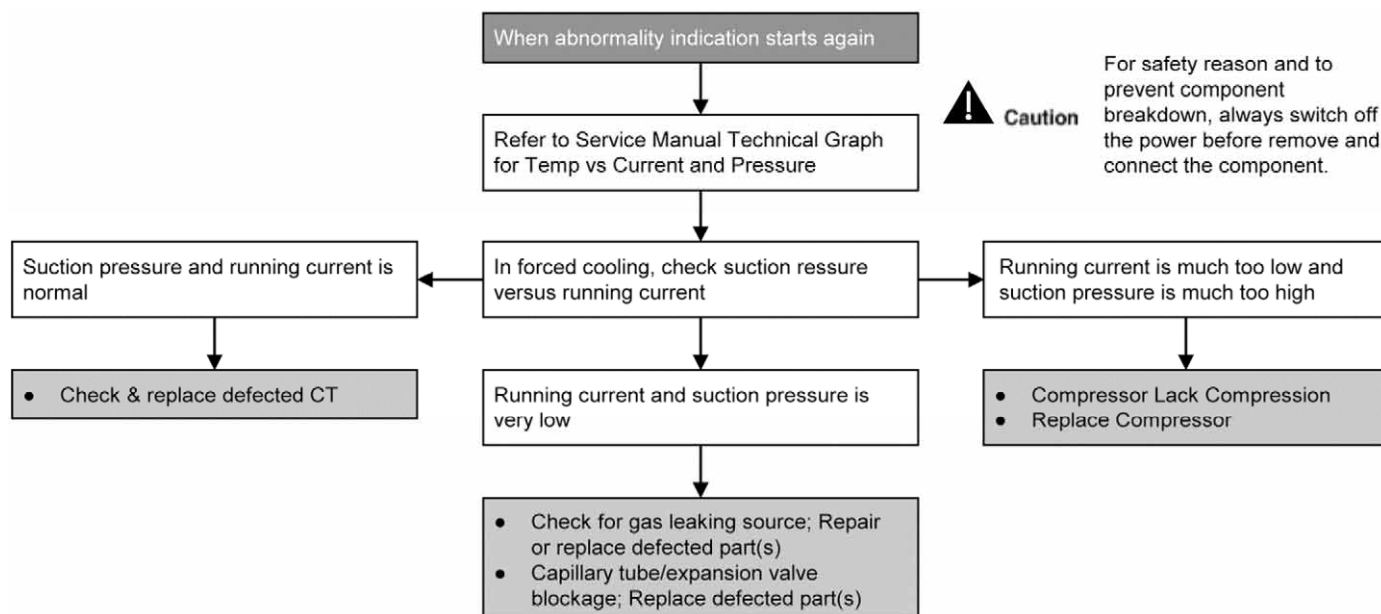 When abnormality indication starts again
For safety reason and to
prevent component
breakdown, always switch off
the power before remove and
connect the component.
Caution
Refer to Service Manual Technical Graph
for Temp vs Current and Pressure
Suction pressure and running current is
normal
In forced cooling, check suction ressure
versus running current
Running current is much too low and
suction pressure is much too high
● Check & replace defected CT
Running current and suction pressure is
very low
● Compressor Lack Compression
● Replace Compressor
● Check for gas leaking source; Repair
or replace defected part(s)
● Capillary tube/expansion valve
blockage; Replace defected part(s)